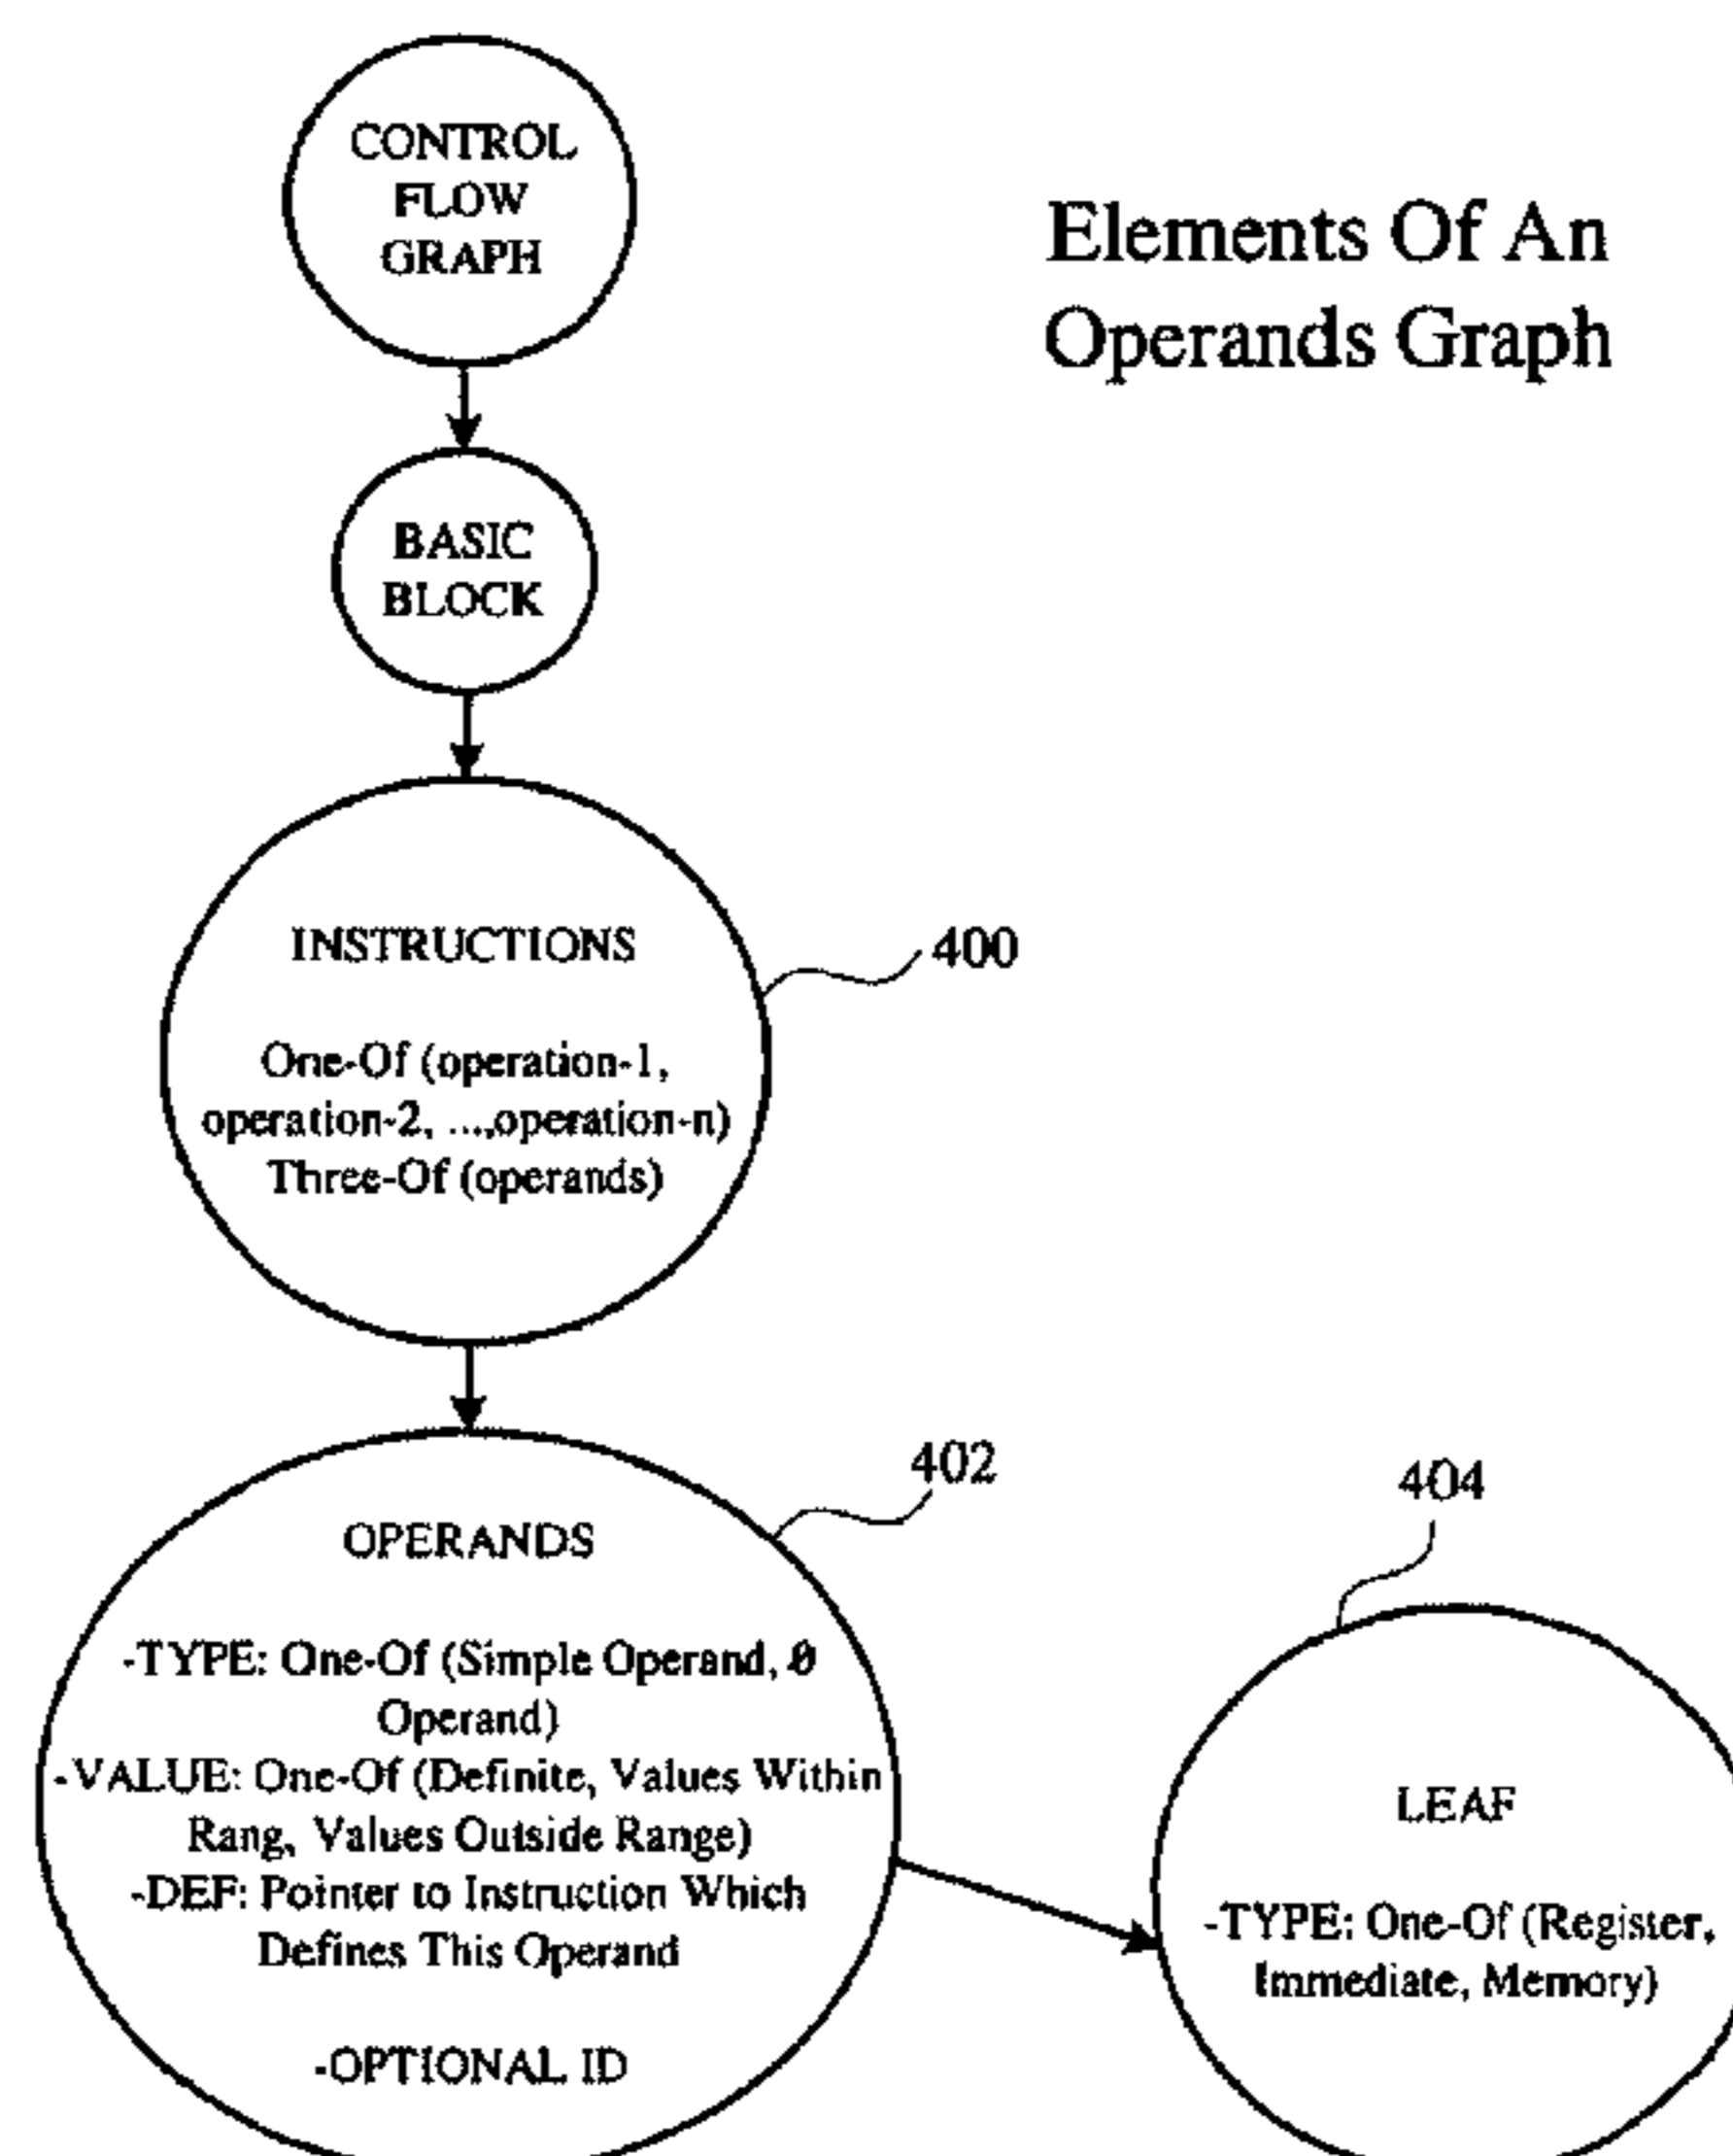 CONTROL
FLOW
GRAPH
Elements Of An
Operands Graph
BASIC
BLOCK
INSTRUCTIONS
One-Of (operation-1,
operation-2, ...,operation-n)
Three-Of (operands)
400
OPERANDS
-TYPE: One-Of (Simple Operand, Ø
Operand)
-VALUE: One-Of (Definite, Values Within
Rang, Values Outside Range)
-DEF: Pointer to Instruction Which
Defines This Operand
-OPTIONAL ID
402
404
LEAF
-TYPE: One-Of (Register,
Immediate, Memory)